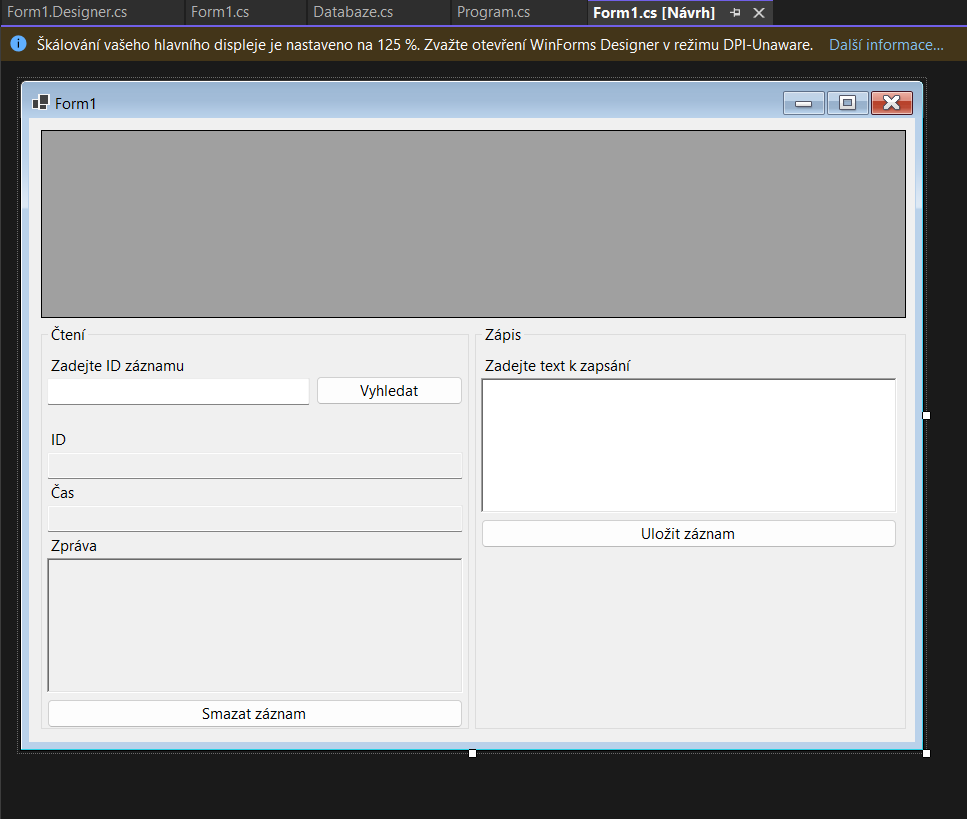 Form1.Designer.cs Form1.cs Databaze.cs Program.cs Form1.cs [Návrh]
Škálování vašeho hlavního displeje je nastaveno na 125 %. Zvažte otevření WinForms Designer v režimu DPI-Unaware. Další informace...
Form1
Čtení
Zadejte ID záznamu
Vyhledat
ID
Čas
Zpráva
Smazat záznam
Zápis
Zadejte text k zapsání
Uložit záznam